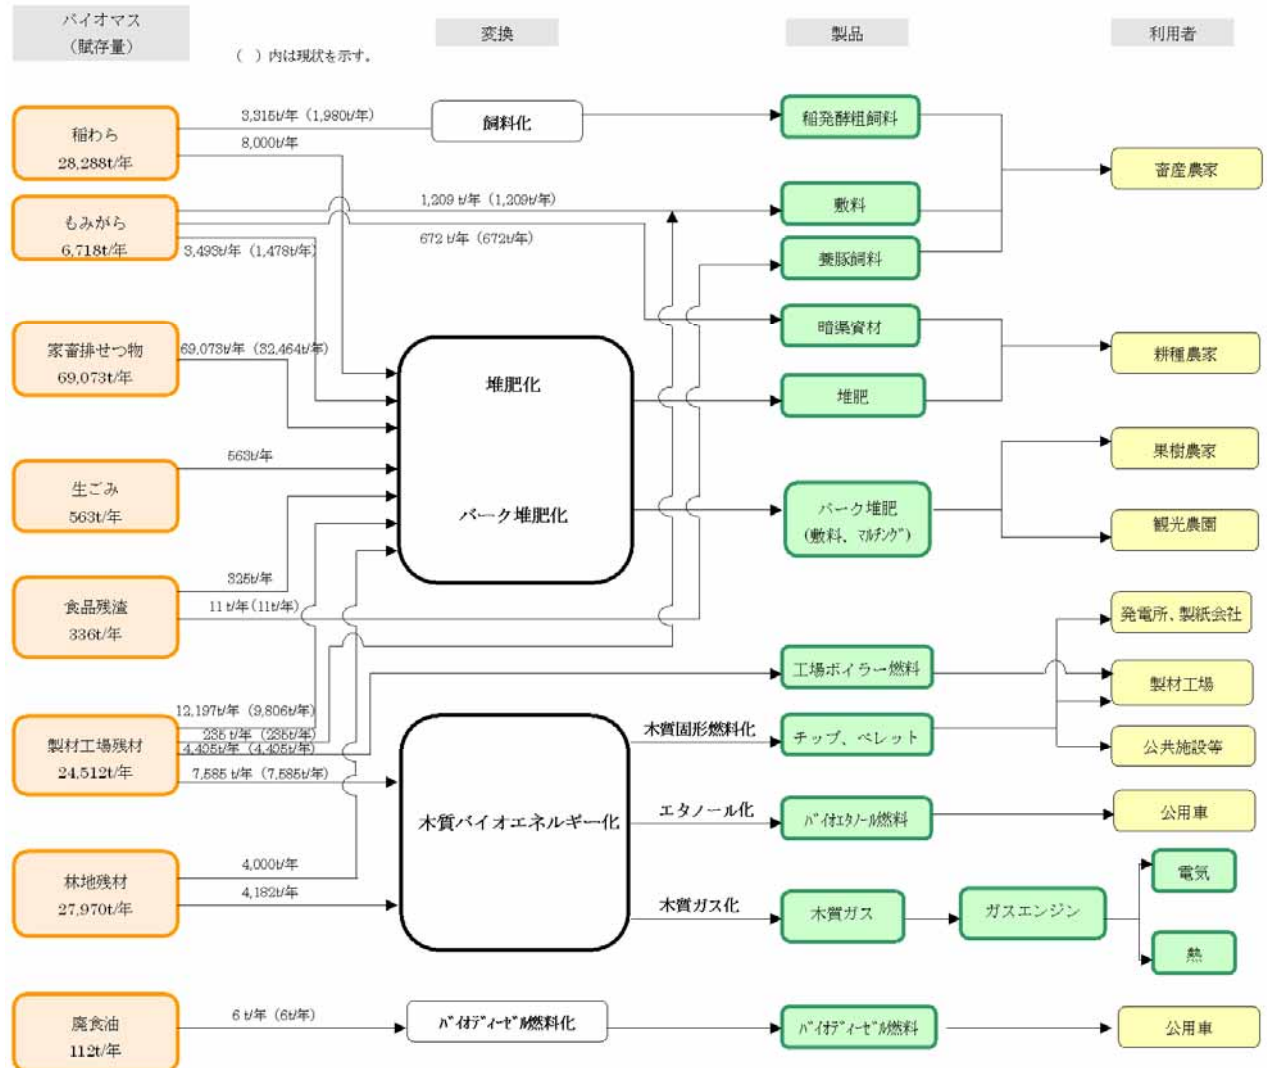 バイオマス
（賦存量）
変換
製品
利用者
（　）内は現状を示す。
稲わら
28,288t/年
3,315t/年（1,980t/年）
8,000t/年
飼料化
稲発酵粗飼料
畜産農家
もみがら
6,718t/年
1,209 t/年（1,209t/年）
672 t/年（672t/年）
3,493t/年（1,478t/年）
敷料
養豚飼料
暗渠資材
耕種農家
家畜排せつ物
69,073t/年
69,073t/年（32,464t/年）
堆肥化
堆肥
生ごみ
563t/年
563t/年
バーク堆肥化
バーク堆肥
(敷料、ﾏﾙﾁﾝｸﾞ)
果樹農家
観光農園
食品残渣
336t/年
325t/年
11 t/年(11t/年)
発電所、製紙会社
工場ボイラー燃料
製材工場
製材工場残材
24,512t/年
12,197t/年（9,806t/年）
235 t/年（235t/年）
4,495t/年（4,495t/年）
7,585 t/年（7,585t/年）
木質バイオエネルギー化
木質固形燃料化
チップ、ペレット
公共施設等
エタノール化
ﾊﾞｲｵｴﾀﾉｰﾙ燃料
公用車
林地残材
27,970t/年
4,000t/年
4,182t/年
木質ガス化
木質ガス
ガスエンジン
電気
熱
廃食油
112t/年
6 t/年（6t/年）
ﾊﾞｲｵﾃﾞｨｰｾﾞﾙ燃料化
ﾊﾞｲｵﾃﾞｨｰｾﾞﾙ燃料
公用車